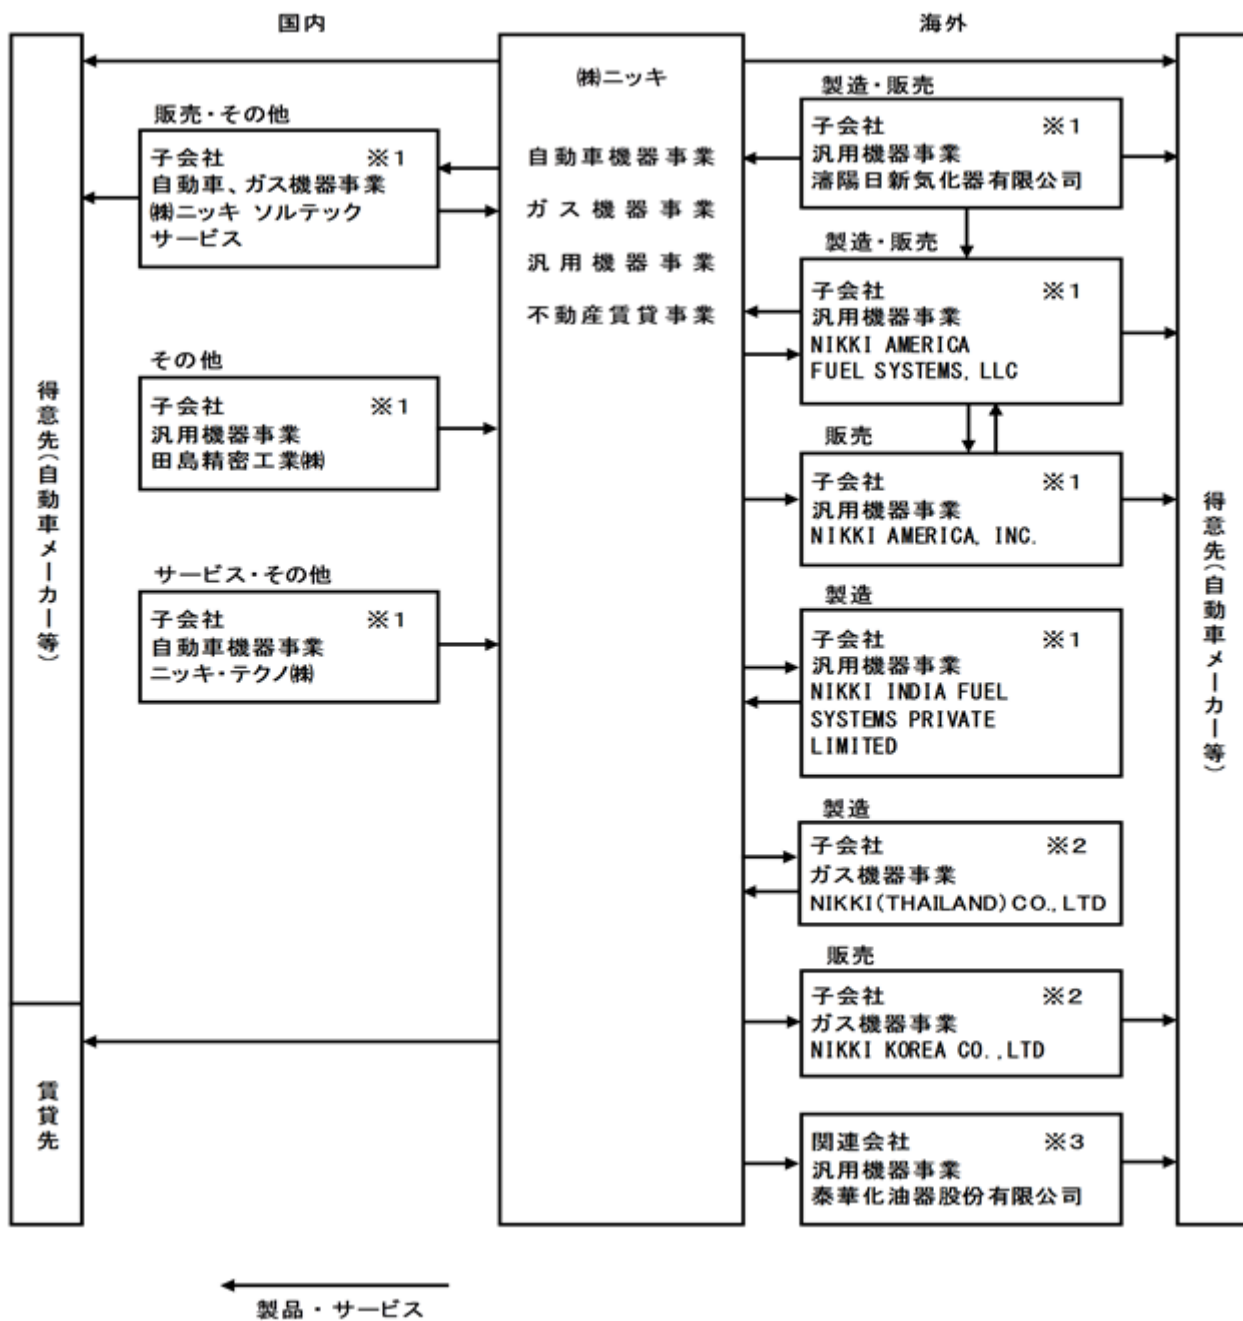 国内
海外
得意先(自動車メーカー等)
賃貸先
販売・その他
子会社 ※1
自動車、ガス機器事業
㈱ニッキ ソルテック
サービス
その他
子会社 ※1
汎用機器事業
田島精密工業㈱
サービス・その他
子会社 ※1
自動車機器事業
ニッキ・テクノ㈱
㈱ニッキ
自動車機器事業
ガス機器事業
汎用機器事業
不動産賃貸事業
製造・販売
子会社 ※1
汎用機器事業
瀋陽日新気化器有限公司
製造・販売
子会社 ※1
汎用機器事業
NIKKI AMERICA
FUEL SYSTEMS, LLC
販売
子会社 ※1
汎用機器事業
NIKKI AMERICA, INC.
製造
子会社 ※1
汎用機器事業
NIKKI INDIA FUEL
SYSTEMS PRIVATE
LIMITED
製造
子会社 ※2
ガス機器事業
NIKKI(THAILAND)CO.,LTD
販売
子会社 ※2
ガス機器事業
NIKKI KOREA CO.,LTD
関連会社 ※3
汎用機器事業
泰華化油器股份有限公司
得意先(自動車メーカー等)
製品・サービス